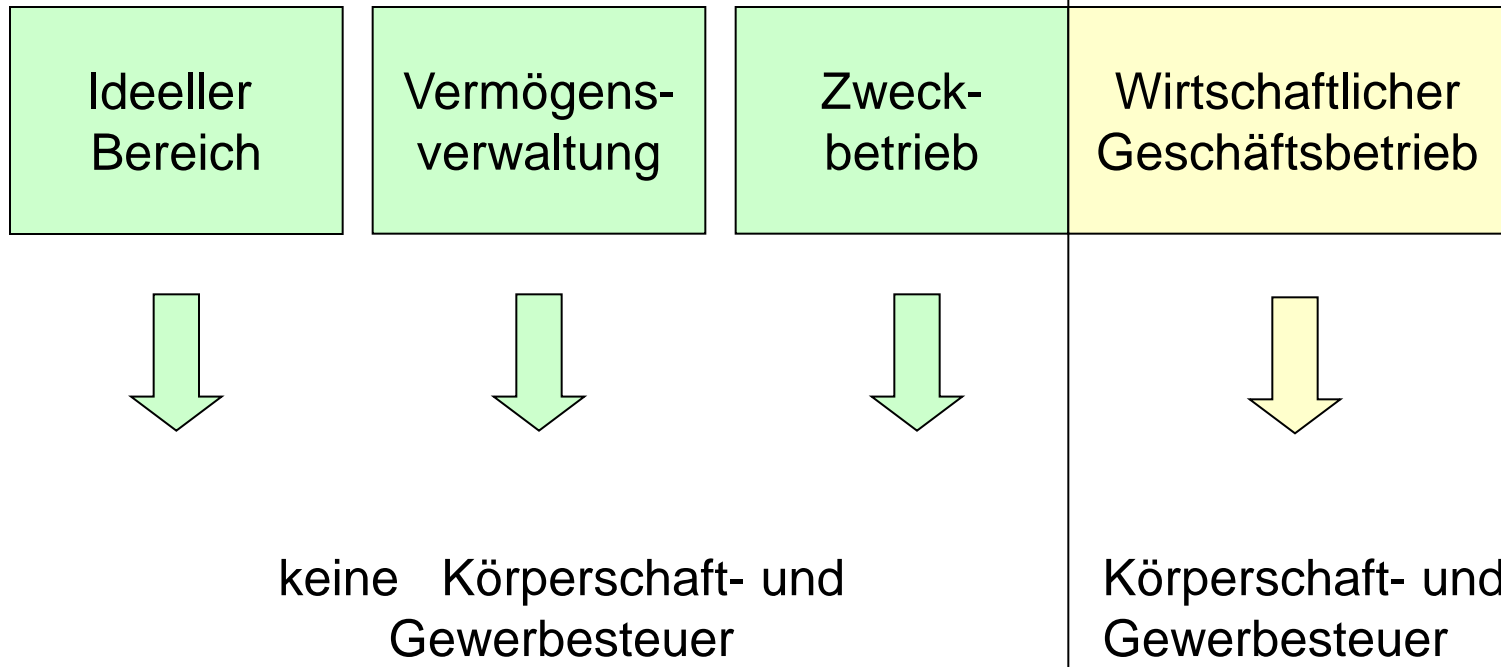 Ideeller
Bereich
Vermögens-
verwaltung
Zweck-
betrieb
Wirtschaftlicher
Geschäftsbetrieb
keine Körperschaft- und
Gewerbesteuer
Körperschaft- und
Gewerbesteuer